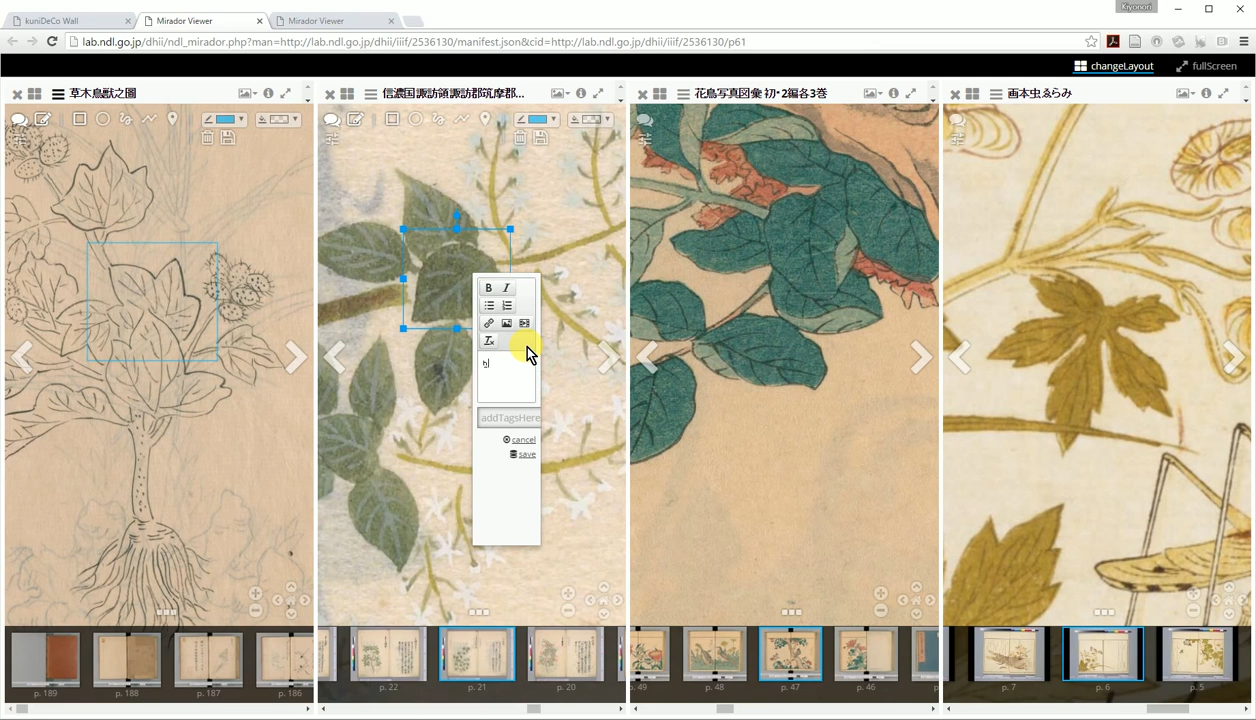 Kiyonori
kuniDeCo Wall
Mirador Viewer
Mirador Viewer
lab.ndl.go.jp/dhii/ndl_mirador.php?man=http://lab.ndl.go.jp/dhii/iiif/2536130/manifest.json&cid=http://lab.ndl.go.jp/dhii/iiif/2536130/p61
changeLayout
fullScreen
草木鳥獣之圖
信濃国諏訪領諏訪郡筑摩郡...
花鳥写真図彙 初・2編各3巻
画本虫ゑらみ
B I
addTagsHere
cancel
save
p. 189
p. 188
p. 187
p. 186
p. 22
p. 21
p. 20
p. 49
p. 48
p. 47
p. 46
p. 7
p. 6
p. 5